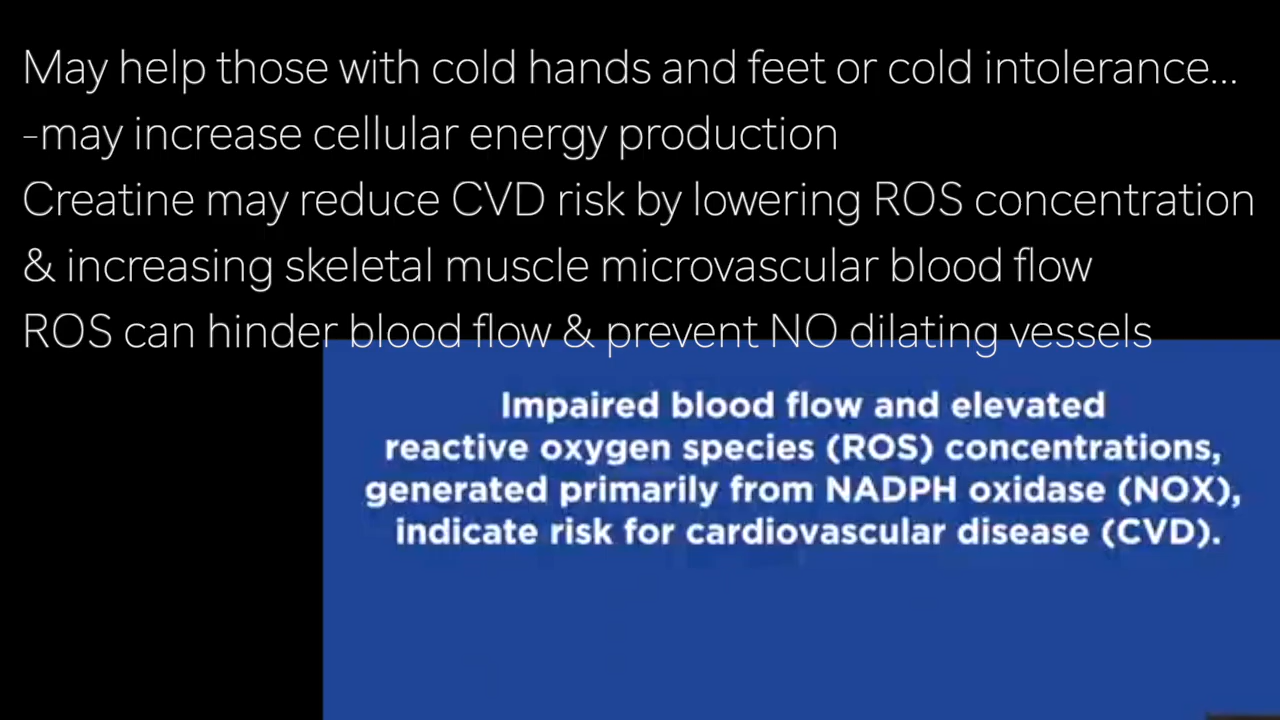 May help those with cold hands and feet or cold intolerance...
-may increase cellular energy production
Creatine may reduce CVD risk by lowering ROS concentration
& increasing skeletal muscle microvascular blood flow
ROS can hinder blood flow & prevent NO dilating vessels
Impaired blood flow and elevated
reactive oxygen species (ROS) concentrations,
generated primarily from NADPH oxidase (NOX),
indicate risk for cardiovascular disease (CVD).